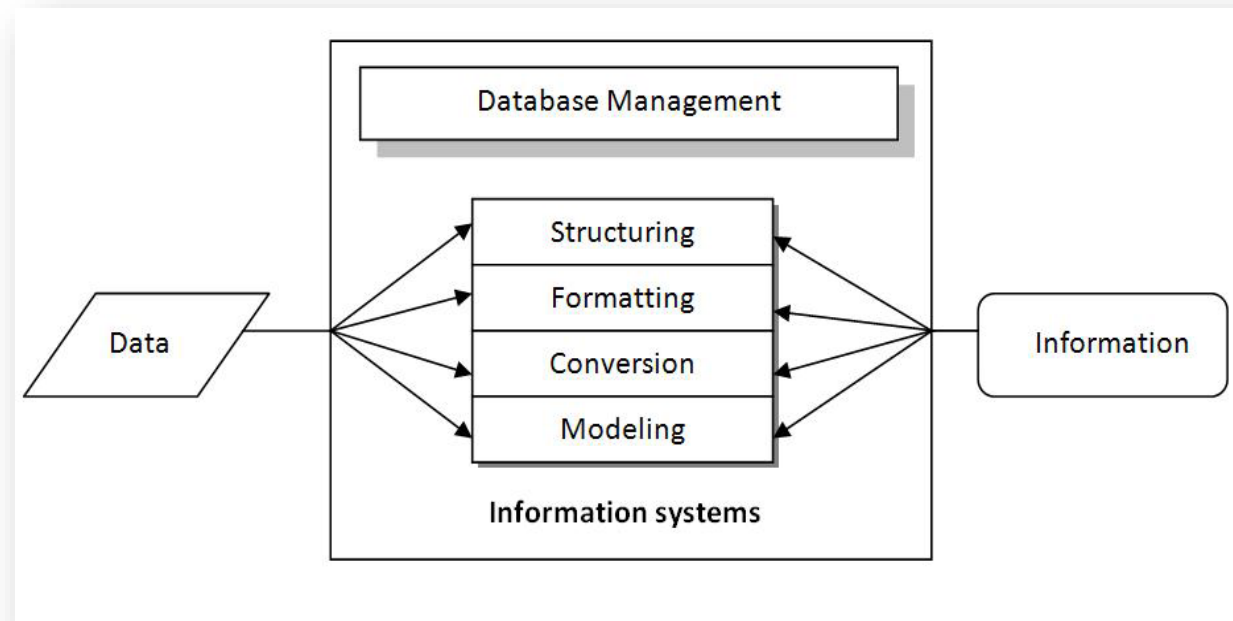 Database Management
Structuring
Formatting
Data
Information
Conversion
Modeling
Information systems